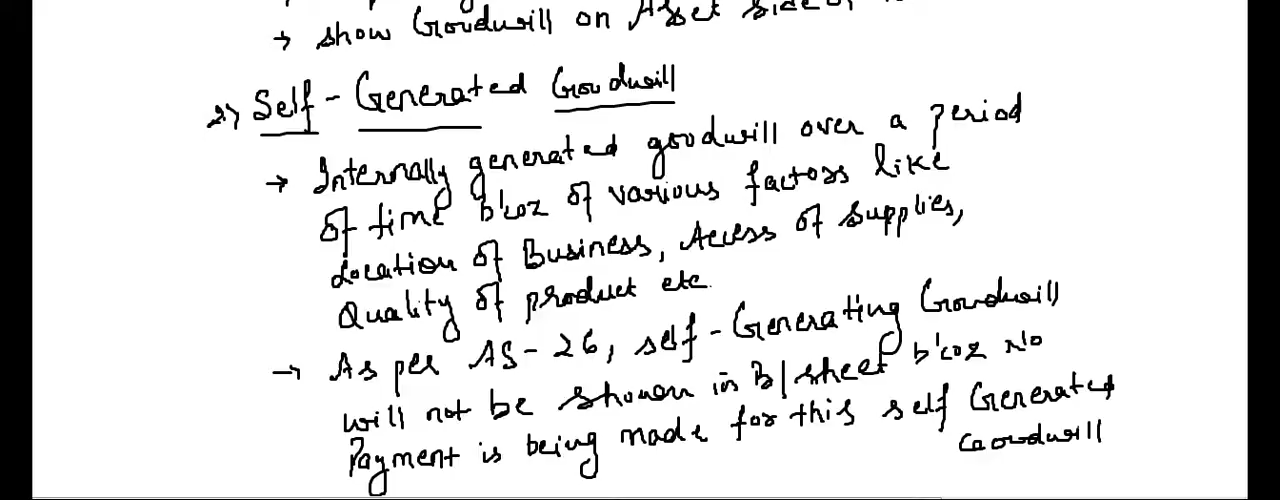 → show Goodwill on Asset side
2) Self - Generated Goodwill
→ Internally generated goodwill over a period
of time b'coz of various factors like
Location of Business, Access of supplies,
Quality of product etc.
→ As per AS-26, self-Generating Goodwill
will not be shown in B/sheet b'coz no
Payment is being made for this self Generated
Goodwill